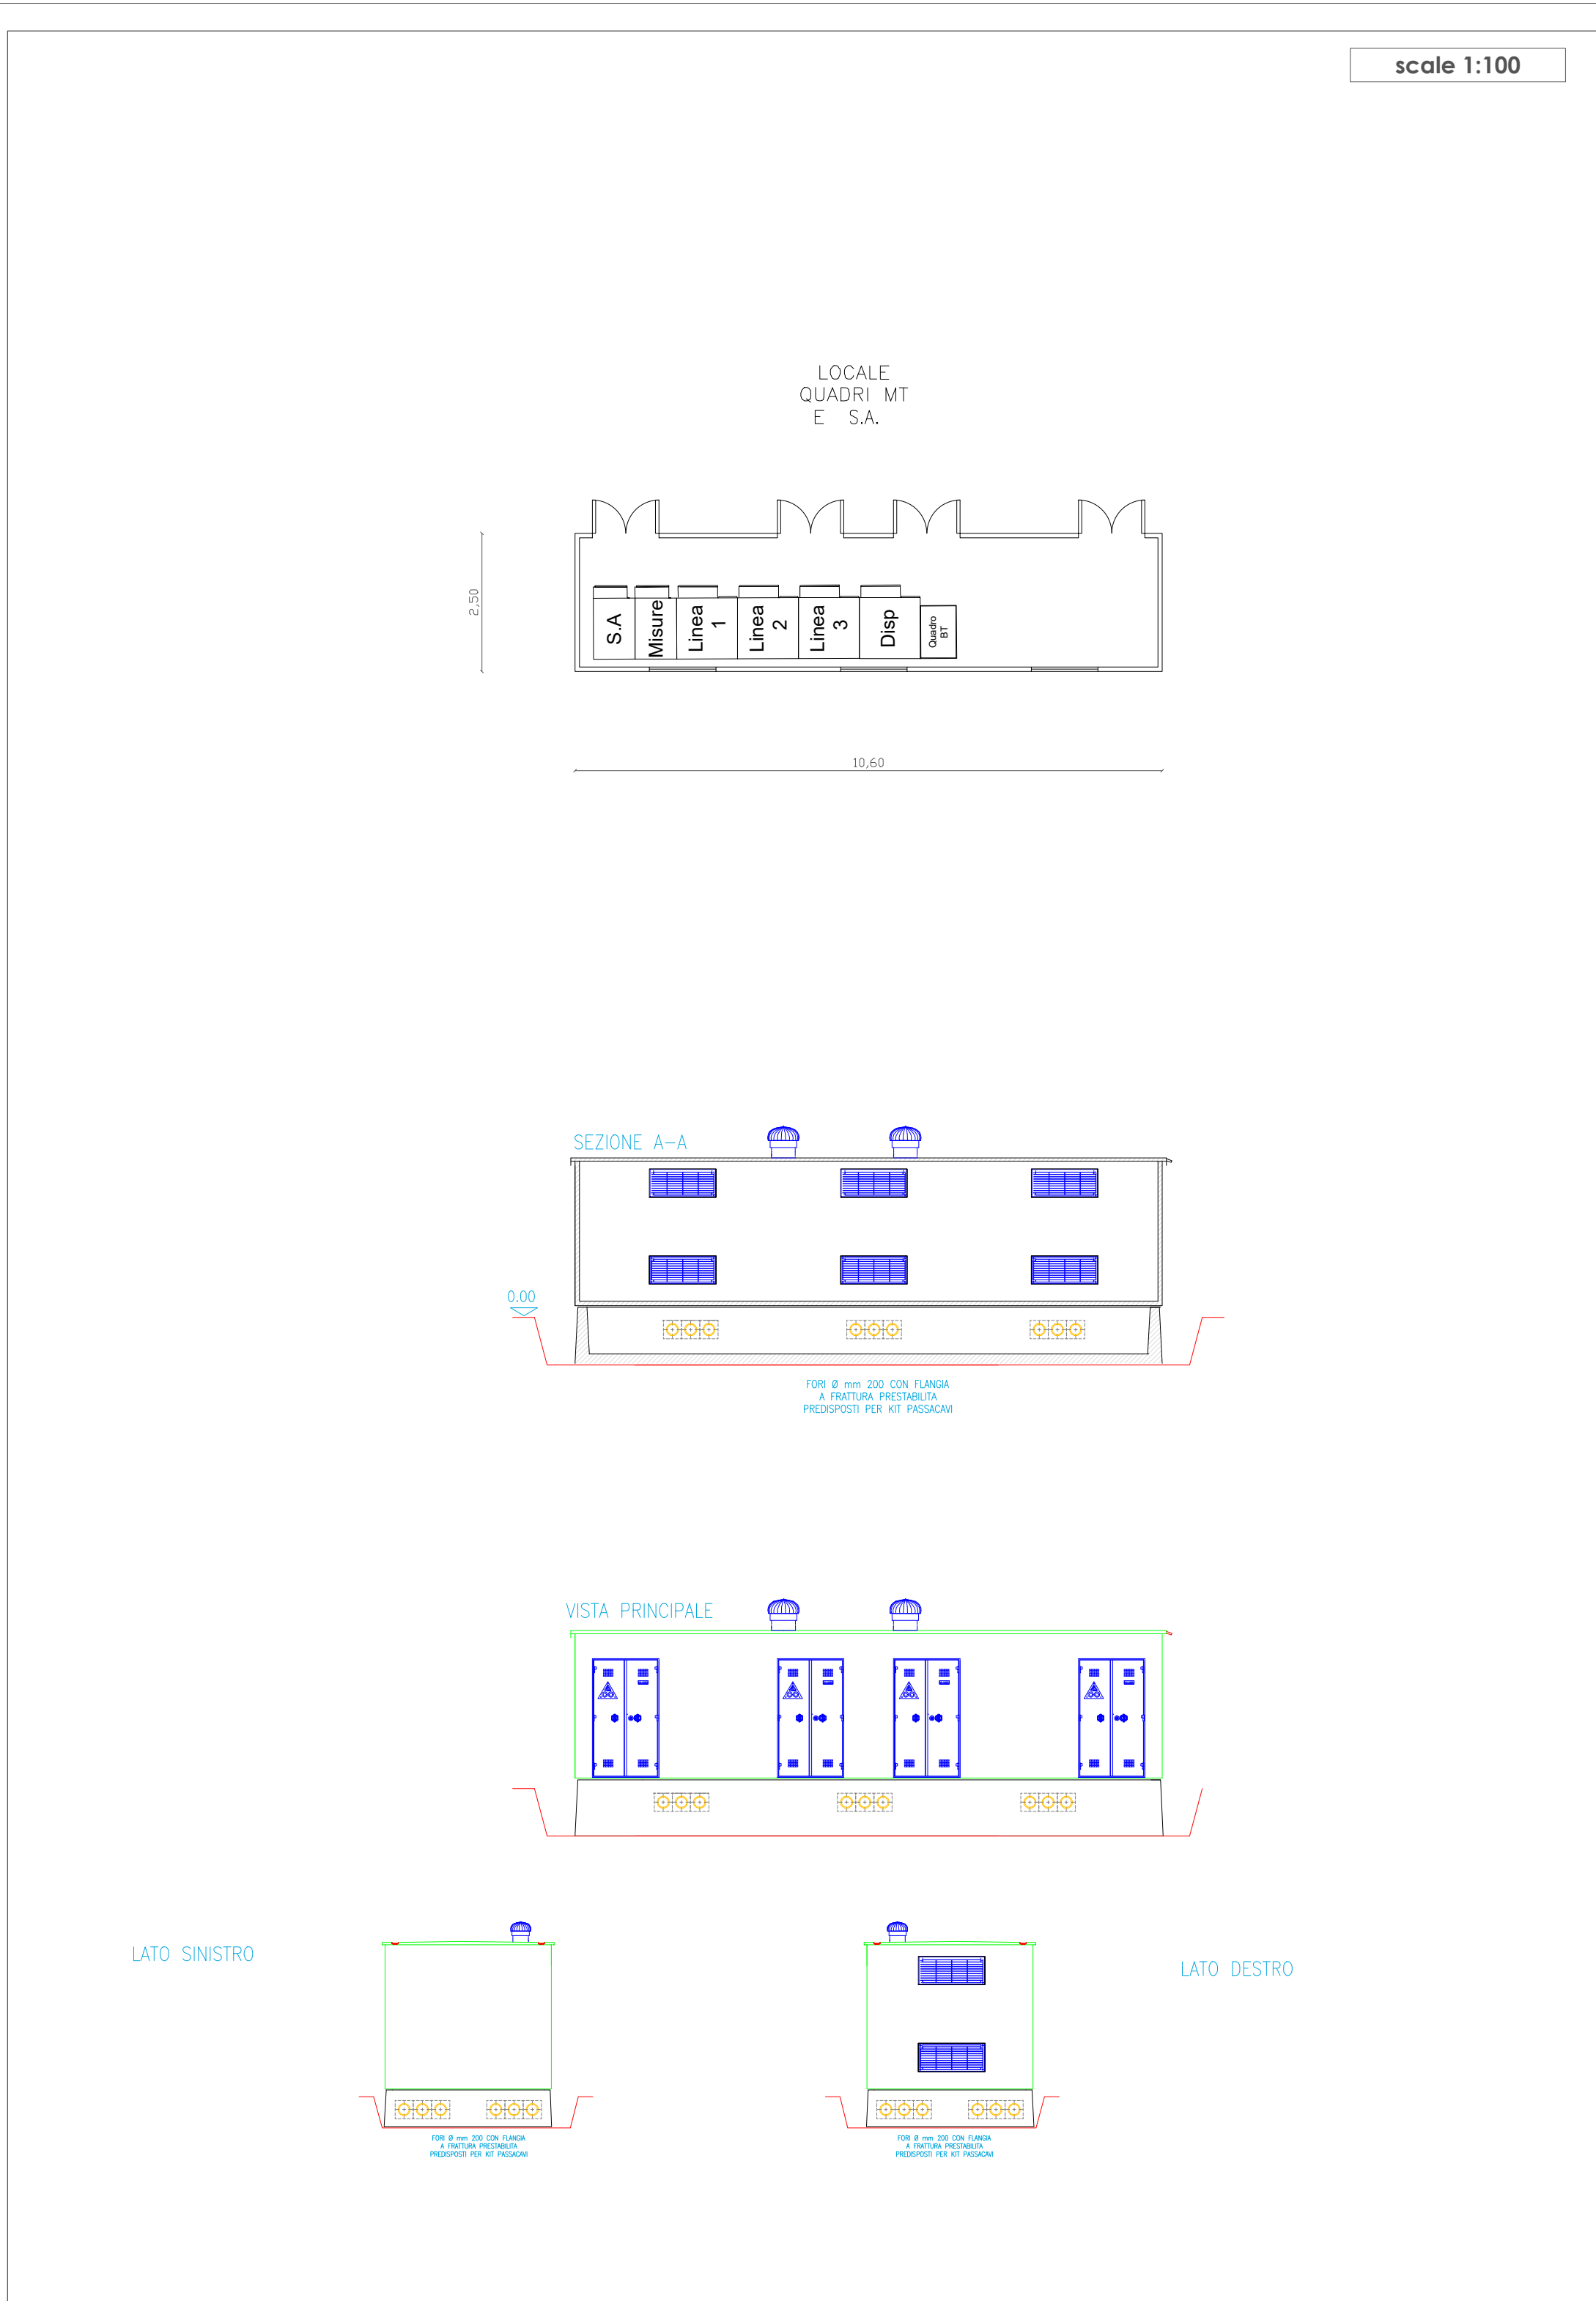 scale 1:100
LOCALE
QUADRI MT
E S.A.
2,50
S.A
Misure
Linea
1
Linea
2
Linea
3
Disp
Quadro
BT
10,60
SEZIONE A-A
0.00
FORI Ø mm 200 CON FLANGIA
A FRATTURA PRESTABILITA
PREDISPOSTI PER KIT PASSACAVI
VISTA PRINCIPALE
LATO SINISTRO
LATO DESTRO
FORI Ø mm 200 CON FLANGIA
A FRATTURA PRESTABILITA
PREDISPOSTI PER KIT PASSACAVI
FORI Ø mm 200 CON FLANGIA
A FRATTURA PRESTABILITA
PREDISPOSTI PER KIT PASSACAVI